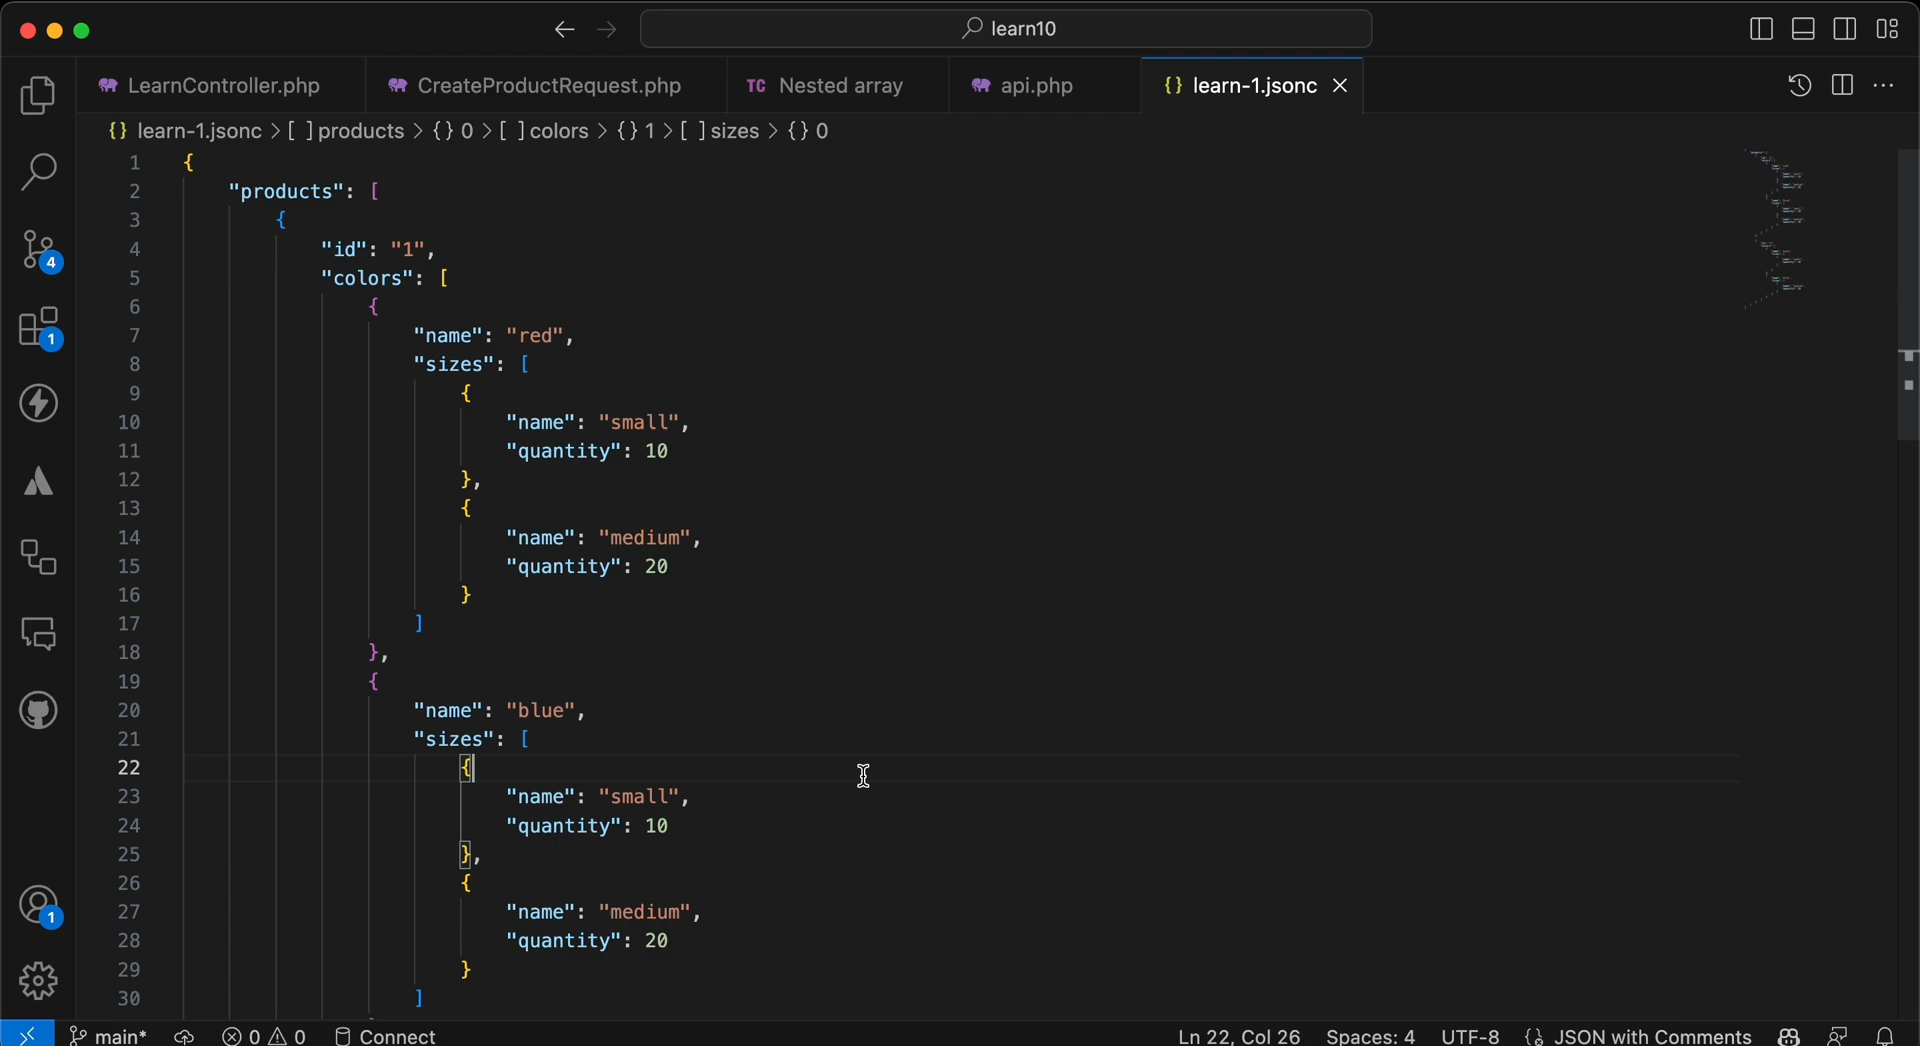 learn10
LearnController.php
CreateProductRequest.php
TC Nested array
api.php
{} learn-1.jsonc
{} learn-1.jsonc > [ ] products > {} 0 > [ ] colors > {} 1 > [ ] sizes > {} 0
1 {
2 "products": [
3 {
4 "id": "1",
5 "colors": [
6 {
7 "name": "red",
8 "sizes": [
9 {
10 "name": "small",
11 "quantity": 10
12 },
13 {
14 "name": "medium",
15 "quantity": 20
16 }
17 ]
18 },
19 {
20 "name": "blue",
21 "sizes": [
22 {
23 "name": "small",
24 "quantity": 10
25 },
26 {
27 "name": "medium",
28 "quantity": 20
29 }
30 ]
4
1
1
main* 0 0 Connect Ln 22, Col 26 Spaces: 4 UTF-8 JSON with Comments